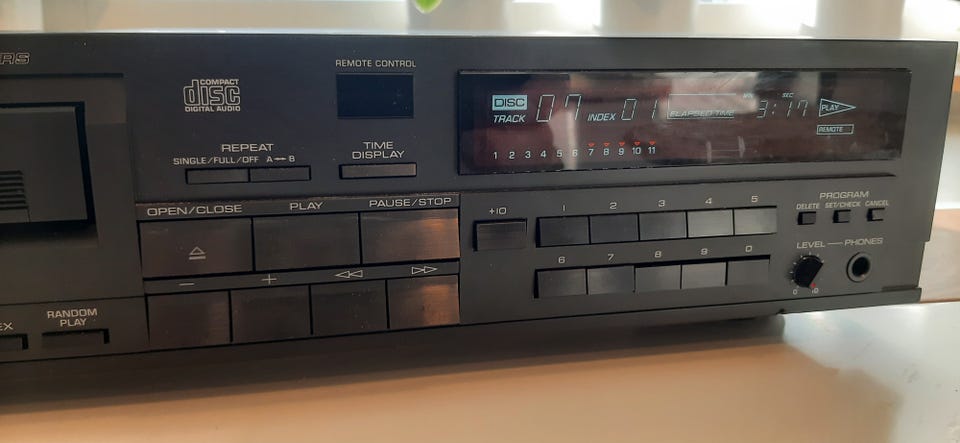 RS
COMPACT
disc
DIGITAL AUDIO
REMOTE CONTROL
DISC
TRACK 07 INDEX 01 ELAPSED TIME MIN 3:17 SEC PLAY
REMOTE
1 2 3 4 5 6 7 8 9 10 11
REPEAT
SINGLE/FULL/OFF A↔B
TIME
DISPLAY
OPEN/CLOSE PLAY PAUSE/STOP
− + ◁◁ ▷▷
+10 1 2 3 4 5
6 7 8 9 0
PROGRAM
DELETE SET/CHECK CANCEL
LEVEL PHONES
0 10
EX
RANDOM
PLAY